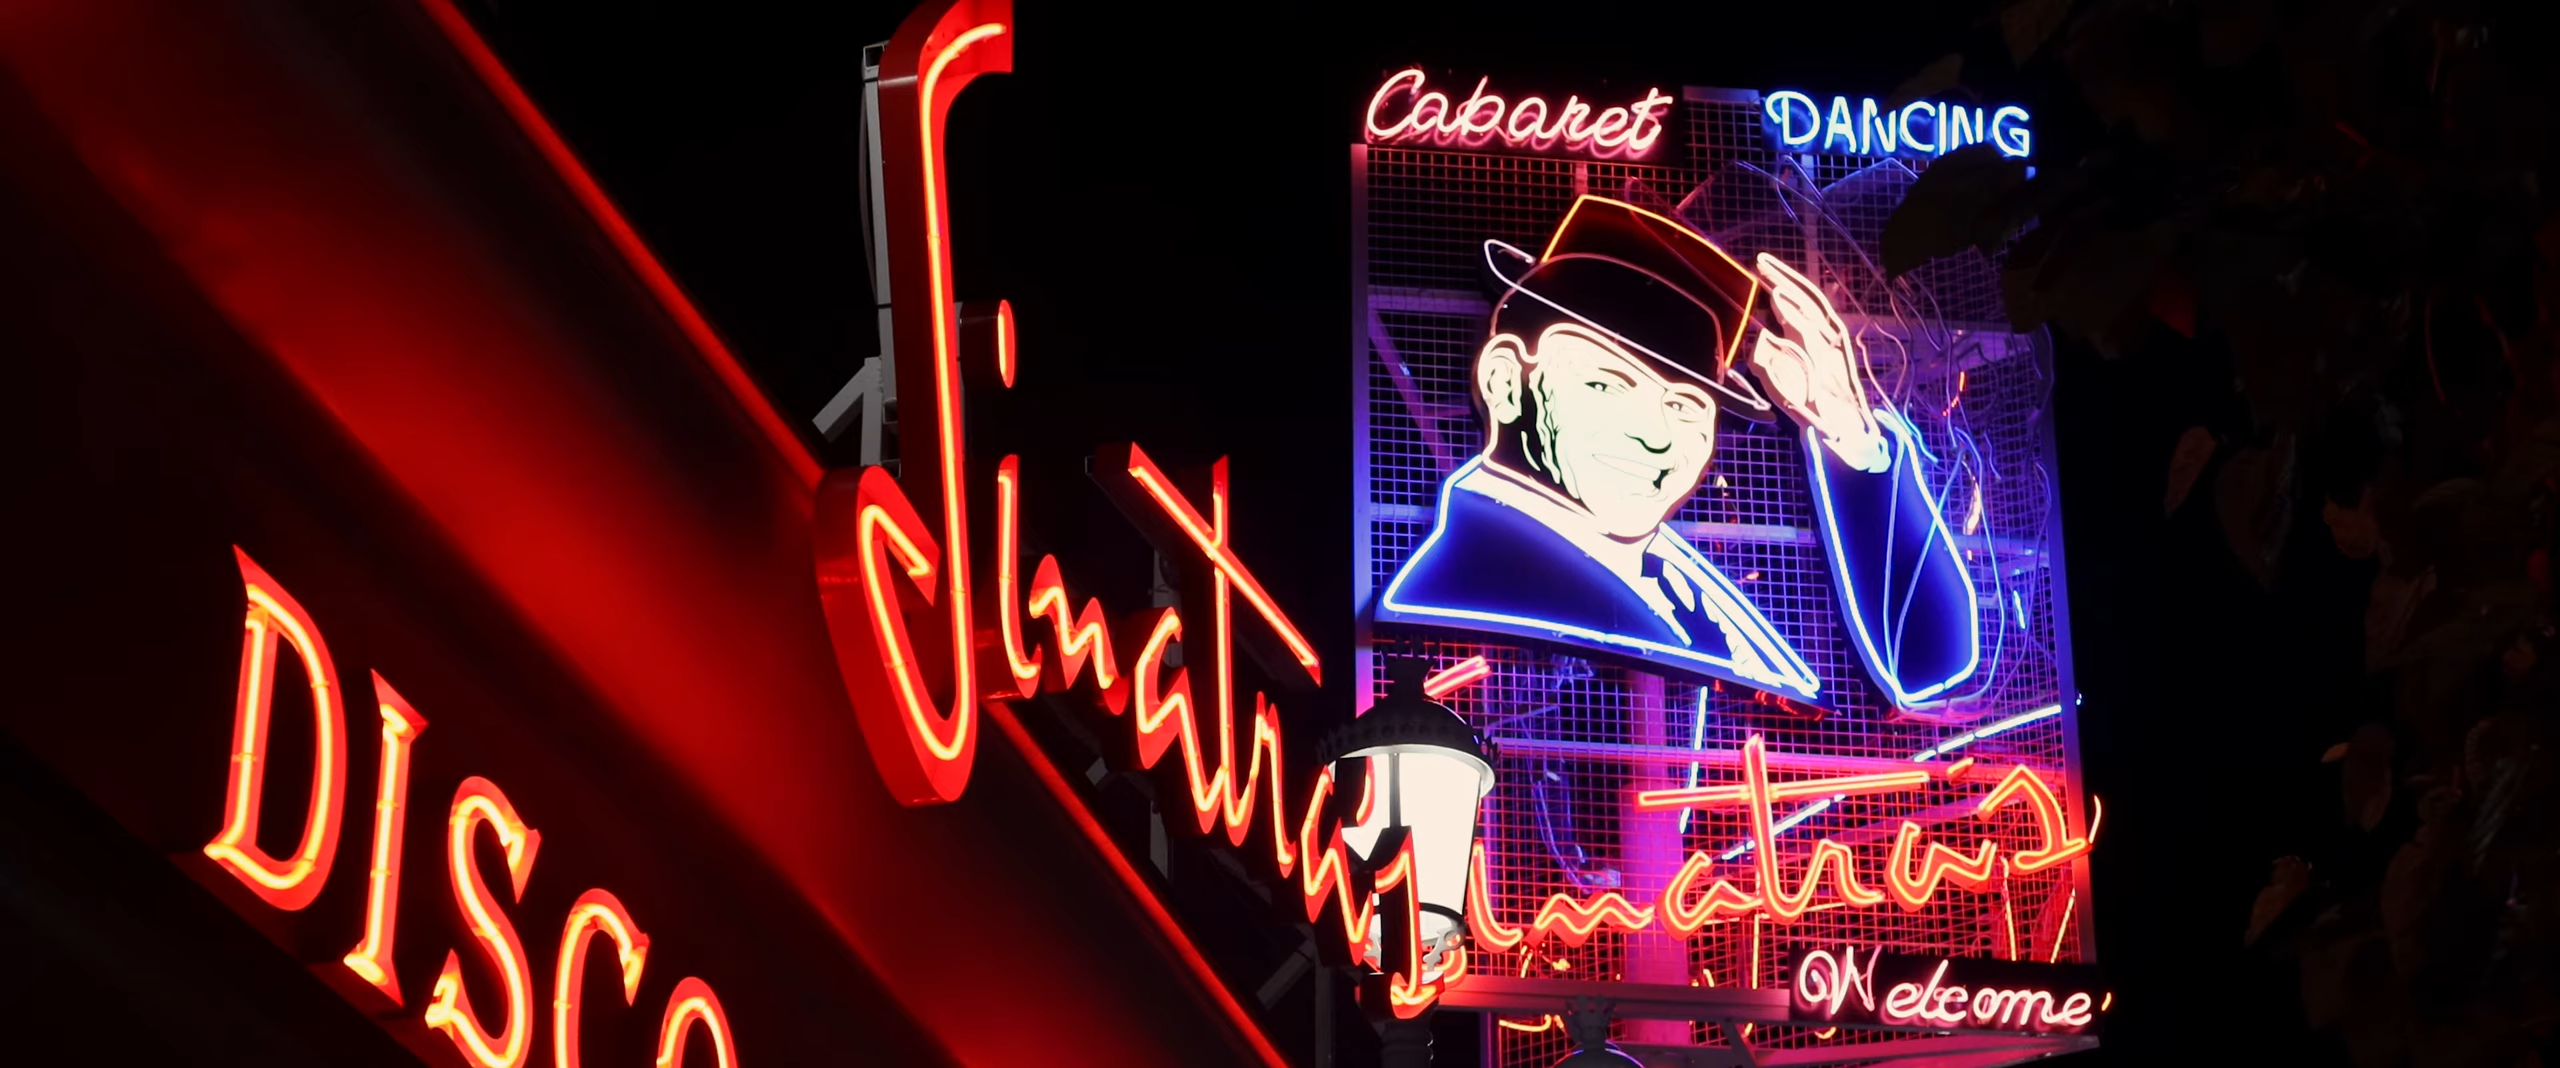 DISCO
Sinatra
Cabaret DANCING
Sinatra's
Welcome